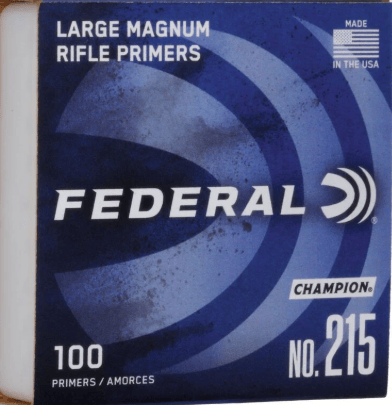 LARGE MAGNUM
RIFLE PRIMERS
MADE
IN THE USA
FEDERAL
®
CHAMPION®
NO. 215
100
PRIMERS / AMORCES